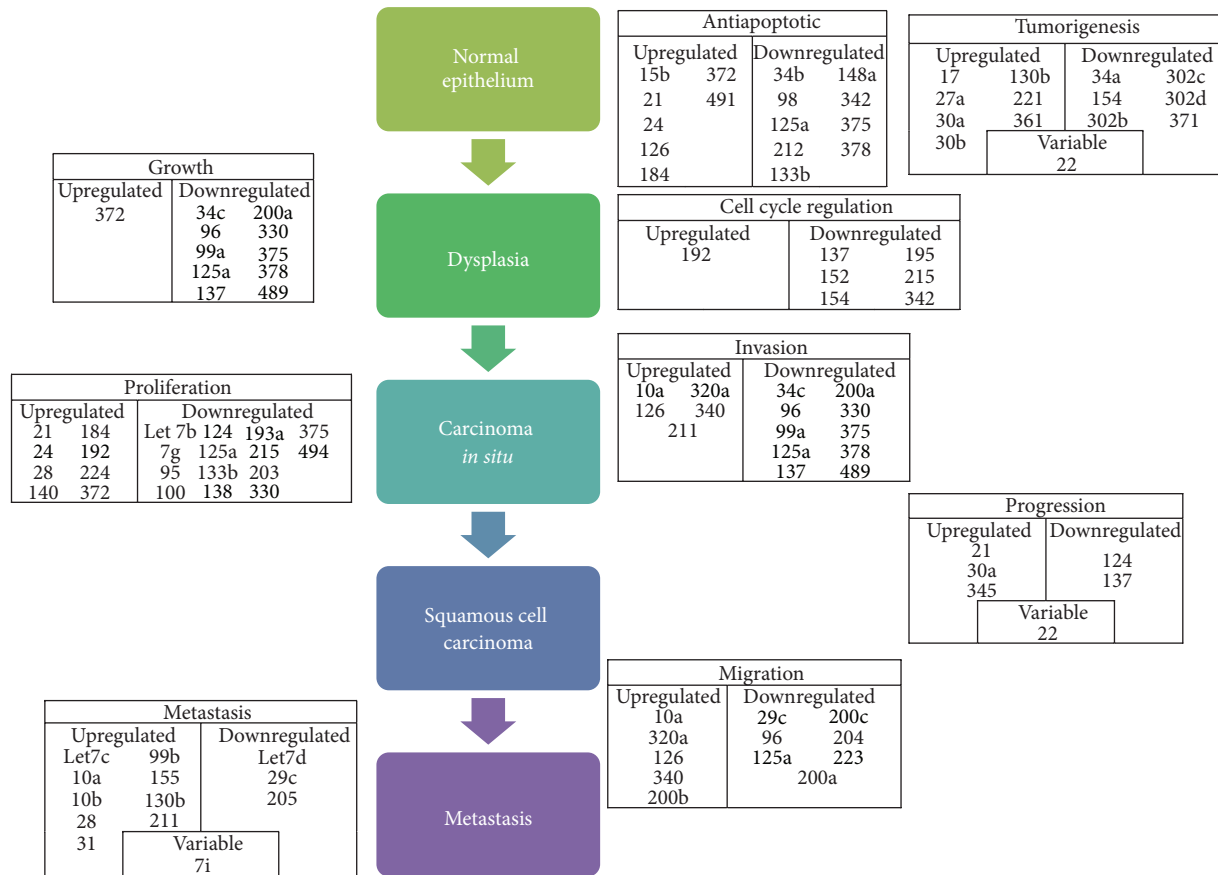 Normal
epithelium
Dysplasia
Carcinoma
in situ
Squamous cell
carcinoma
Metastasis
Antiapoptotic
Upregulated Downregulated
15b 372 34b 148a
21 491 98 342
24 125a 375
126 212 378
184 133b
Tumorigenesis
Upregulated Downregulated
17 130b 34a 302c
27a 221 154 302d
30a 361 302b 371
30b Variable
22
Growth
Upregulated Downregulated
372 34c 200a
96 330
99a 375
125a 378
137 489
Cell cycle regulation
Upregulated Downregulated
192 137 195
152 215
154 342
Proliferation
Upregulated Downregulated
21 184 Let 7b 124 193a 375
24 192 7g 125a 215 494
28 224 95 133b 203
140 372 100 138 330
Invasion
Upregulated Downregulated
10a 320a 34c 200a
126 340 96 330
211 99a 375
125a 378
137 489
Progression
Upregulated Downregulated
21 124
30a 137
345
Variable
22
Migration
Upregulated Downregulated
10a 29c 200c
320a 96 204
126 125a 223
340 200a
200b
Metastasis
Upregulated Downregulated
Let7c 99b Let7d
10a 155 29c
10b 130b 205
28 211
31 Variable
7i